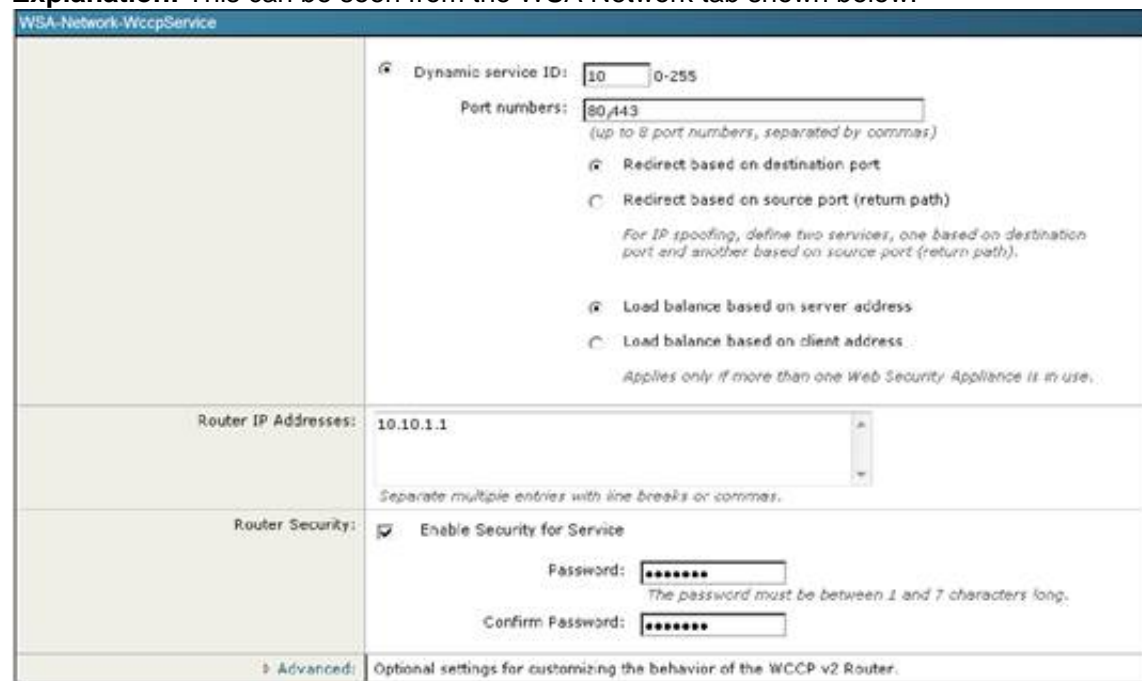 Explanation: This can be seen from the WSA Network tab shown below:
WSA-Network-WccpService
Dynamic service ID: 10 0-255
Port numbers: 80,443
(up to 8 port numbers, separated by commas)
Redirect based on destination port
Redirect based on source port (return path)
For IP spoofing, define two services, one based on destination
port and another based on source port (return path).
Load balance based on server address
Load balance based on client address
Applies only if more than one Web Security Appliance is in use.
Router IP Addresses: 10.10.1.1
Separate multiple entries with line breaks or commas.
Router Security: Enable Security for Service
Password: •••••••
The password must be between 1 and 7 characters long.
Confirm Password: •••••••
Advanced: Optional settings for customizing the behavior of the WCCP v2 Router.